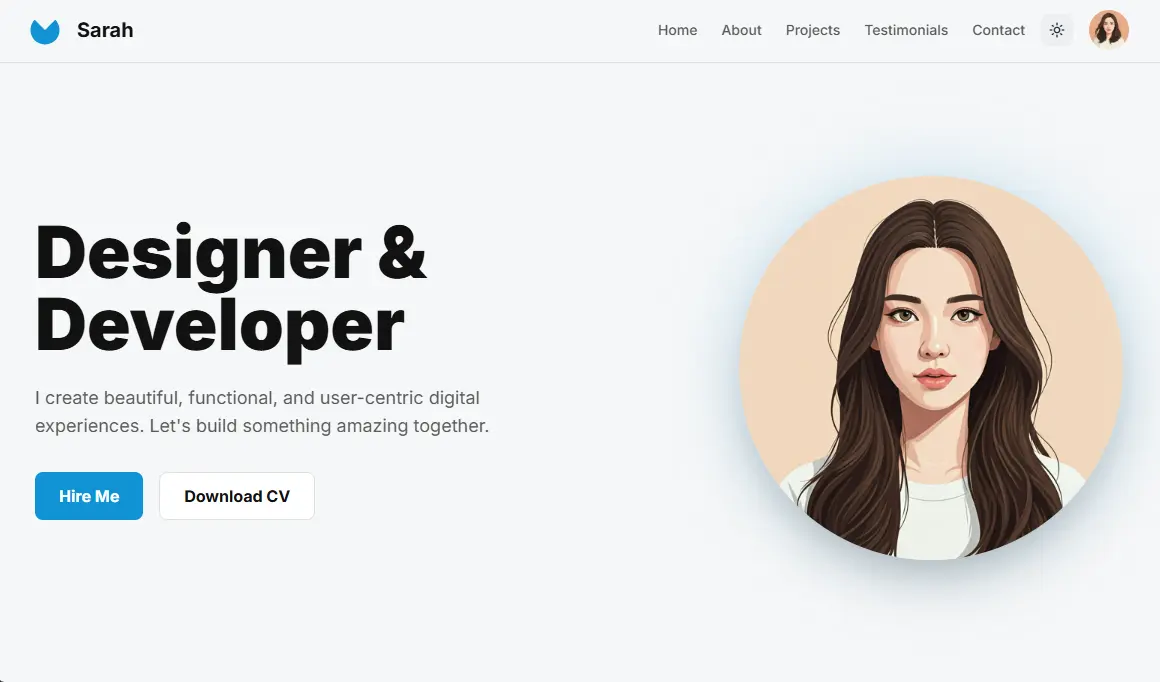 Sarah
Home
About
Projects
Testimonials
Contact
Designer &
Developer
I create beautiful, functional, and user-centric digital
experiences. Let's build something amazing together.
Hire Me
Download CV